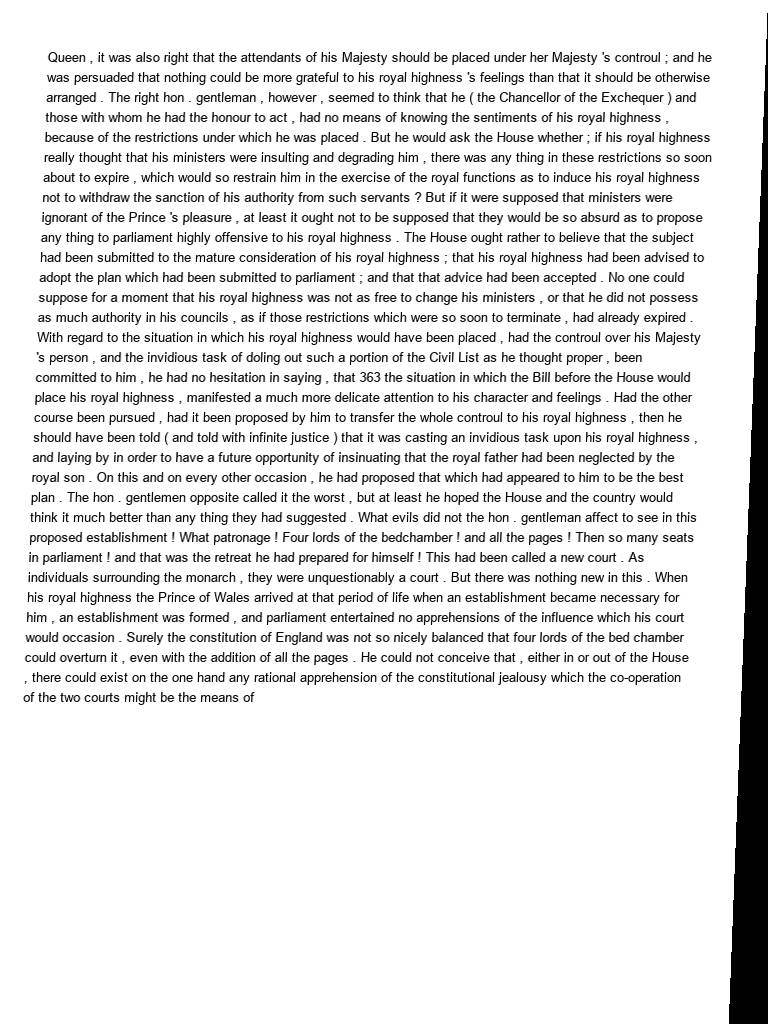 Queen , it was also right that the attendants of his Majesty should be placed under her Majesty 's controul ; and he
was persuaded that nothing could be more grateful to his royal highness 's feelings than that it should be otherwise
arranged . The right hon . gentleman , however , seemed to think that he ( the Chancellor of the Exchequer ) and
those with whom he had the honour to act , had no means of knowing the sentiments of his royal highness ,
because of the restrictions under which he was placed . But he would ask the House whether ; if his royal highness
really thought that his ministers were insulting and degrading him , there was any thing in these restrictions so soon
about to expire , which would so restrain him in the exercise of the royal functions as to induce his royal highness
not to withdraw the sanction of his authority from such servants ? But if it were supposed that ministers were
ignorant of the Prince 's pleasure , at least it ought not to be supposed that they would be so absurd as to propose
any thing to parliament highly offensive to his royal highness . The House ought rather to believe that the subject
had been submitted to the mature consideration of his royal highness ; that his royal highness had been advised to
adopt the plan which had been submitted to parliament ; and that that advice had been accepted . No one could
suppose for a moment that his royal highness was not as free to change his ministers , or that he did not possess
as much authority in his councils , as if those restrictions which were so soon to terminate , had already expired .
With regard to the situation in which his royal highness would have been placed , had the controul over his Majesty
's person , and the invidious task of doling out such a portion of the Civil List as he thought proper , been
committed to him , he had no hesitation in saying , that 363 the situation in which the Bill before the House would
place his royal highness , manifested a much more delicate attention to his character and feelings . Had the other
course been pursued , had it been proposed by him to transfer the whole controul to his royal highness , then he
should have been told ( and told with infinite justice ) that it was casting an invidious task upon his royal highness ,
and laying by in order to have a future opportunity of insinuating that the royal father had been neglected by the
royal son . On this and on every other occasion , he had proposed that which had appeared to him to be the best
plan . The hon . gentlemen opposite called it the worst , but at least he hoped the House and the country would
think it much better than any thing they had suggested . What evils did not the hon . gentleman affect to see in this
proposed establishment ! What patronage ! Four lords of the bedchamber ! and all the pages ! Then so many seats
in parliament ! and that was the retreat he had prepared for himself ! This had been called a new court . As
individuals surrounding the monarch , they were unquestionably a court . But there was nothing new in this . When
his royal highness the Prince of Wales arrived at that period of life when an establishment became necessary for
him , an establishment was formed , and parliament entertained no apprehensions of the influence which his court
would occasion . Surely the constitution of England was not so nicely balanced that four lords of the bed chamber
could overturn it , even with the addition of all the pages . He could not conceive that , either in or out of the House
, there could exist on the one hand any rational apprehension of the constitutional jealousy which the co-operation
of the two courts might be the means of